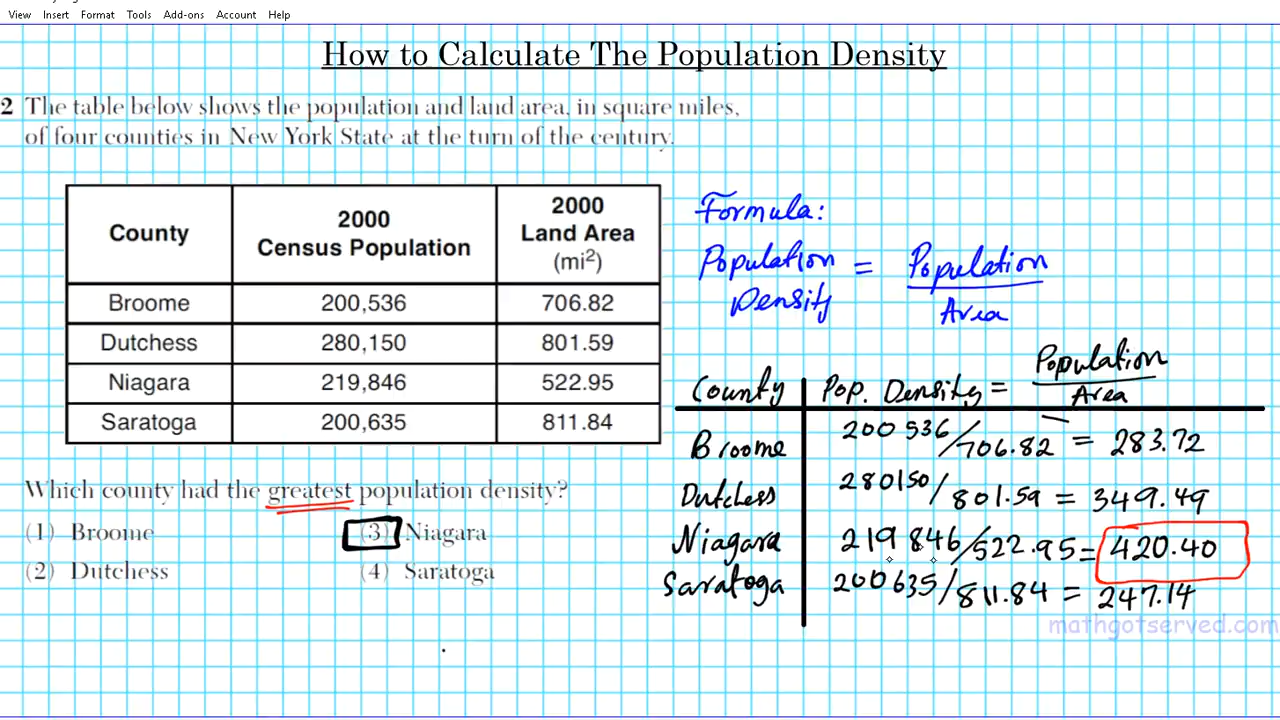 View Insert Format Tools Add-ons Account Help
How to Calculate The Population Density
2 The table below shows the population and land area, in square miles,
of four counties in New York State at the turn of the century.
County 2000 Census Population 2000 Land Area (mi²)
Broome 200,536 706.82
Dutchess 280,150 801.59
Niagara 219,846 522.95
Saratoga 200,635 811.84
Which county had the greatest population density?
(1) Broome (3) Niagara
(2) Dutchess (4) Saratoga
Formula:
Population Density = Population / Area
County Pop. Density = Population / Area
Broome 200 536/706.82 = 283.72
Dutchess 280150/801.59 = 349.49
Niagara 219 846/522.95 = 420.40
Saratoga 200635/811.84 = 247.14
mathgotserved.com